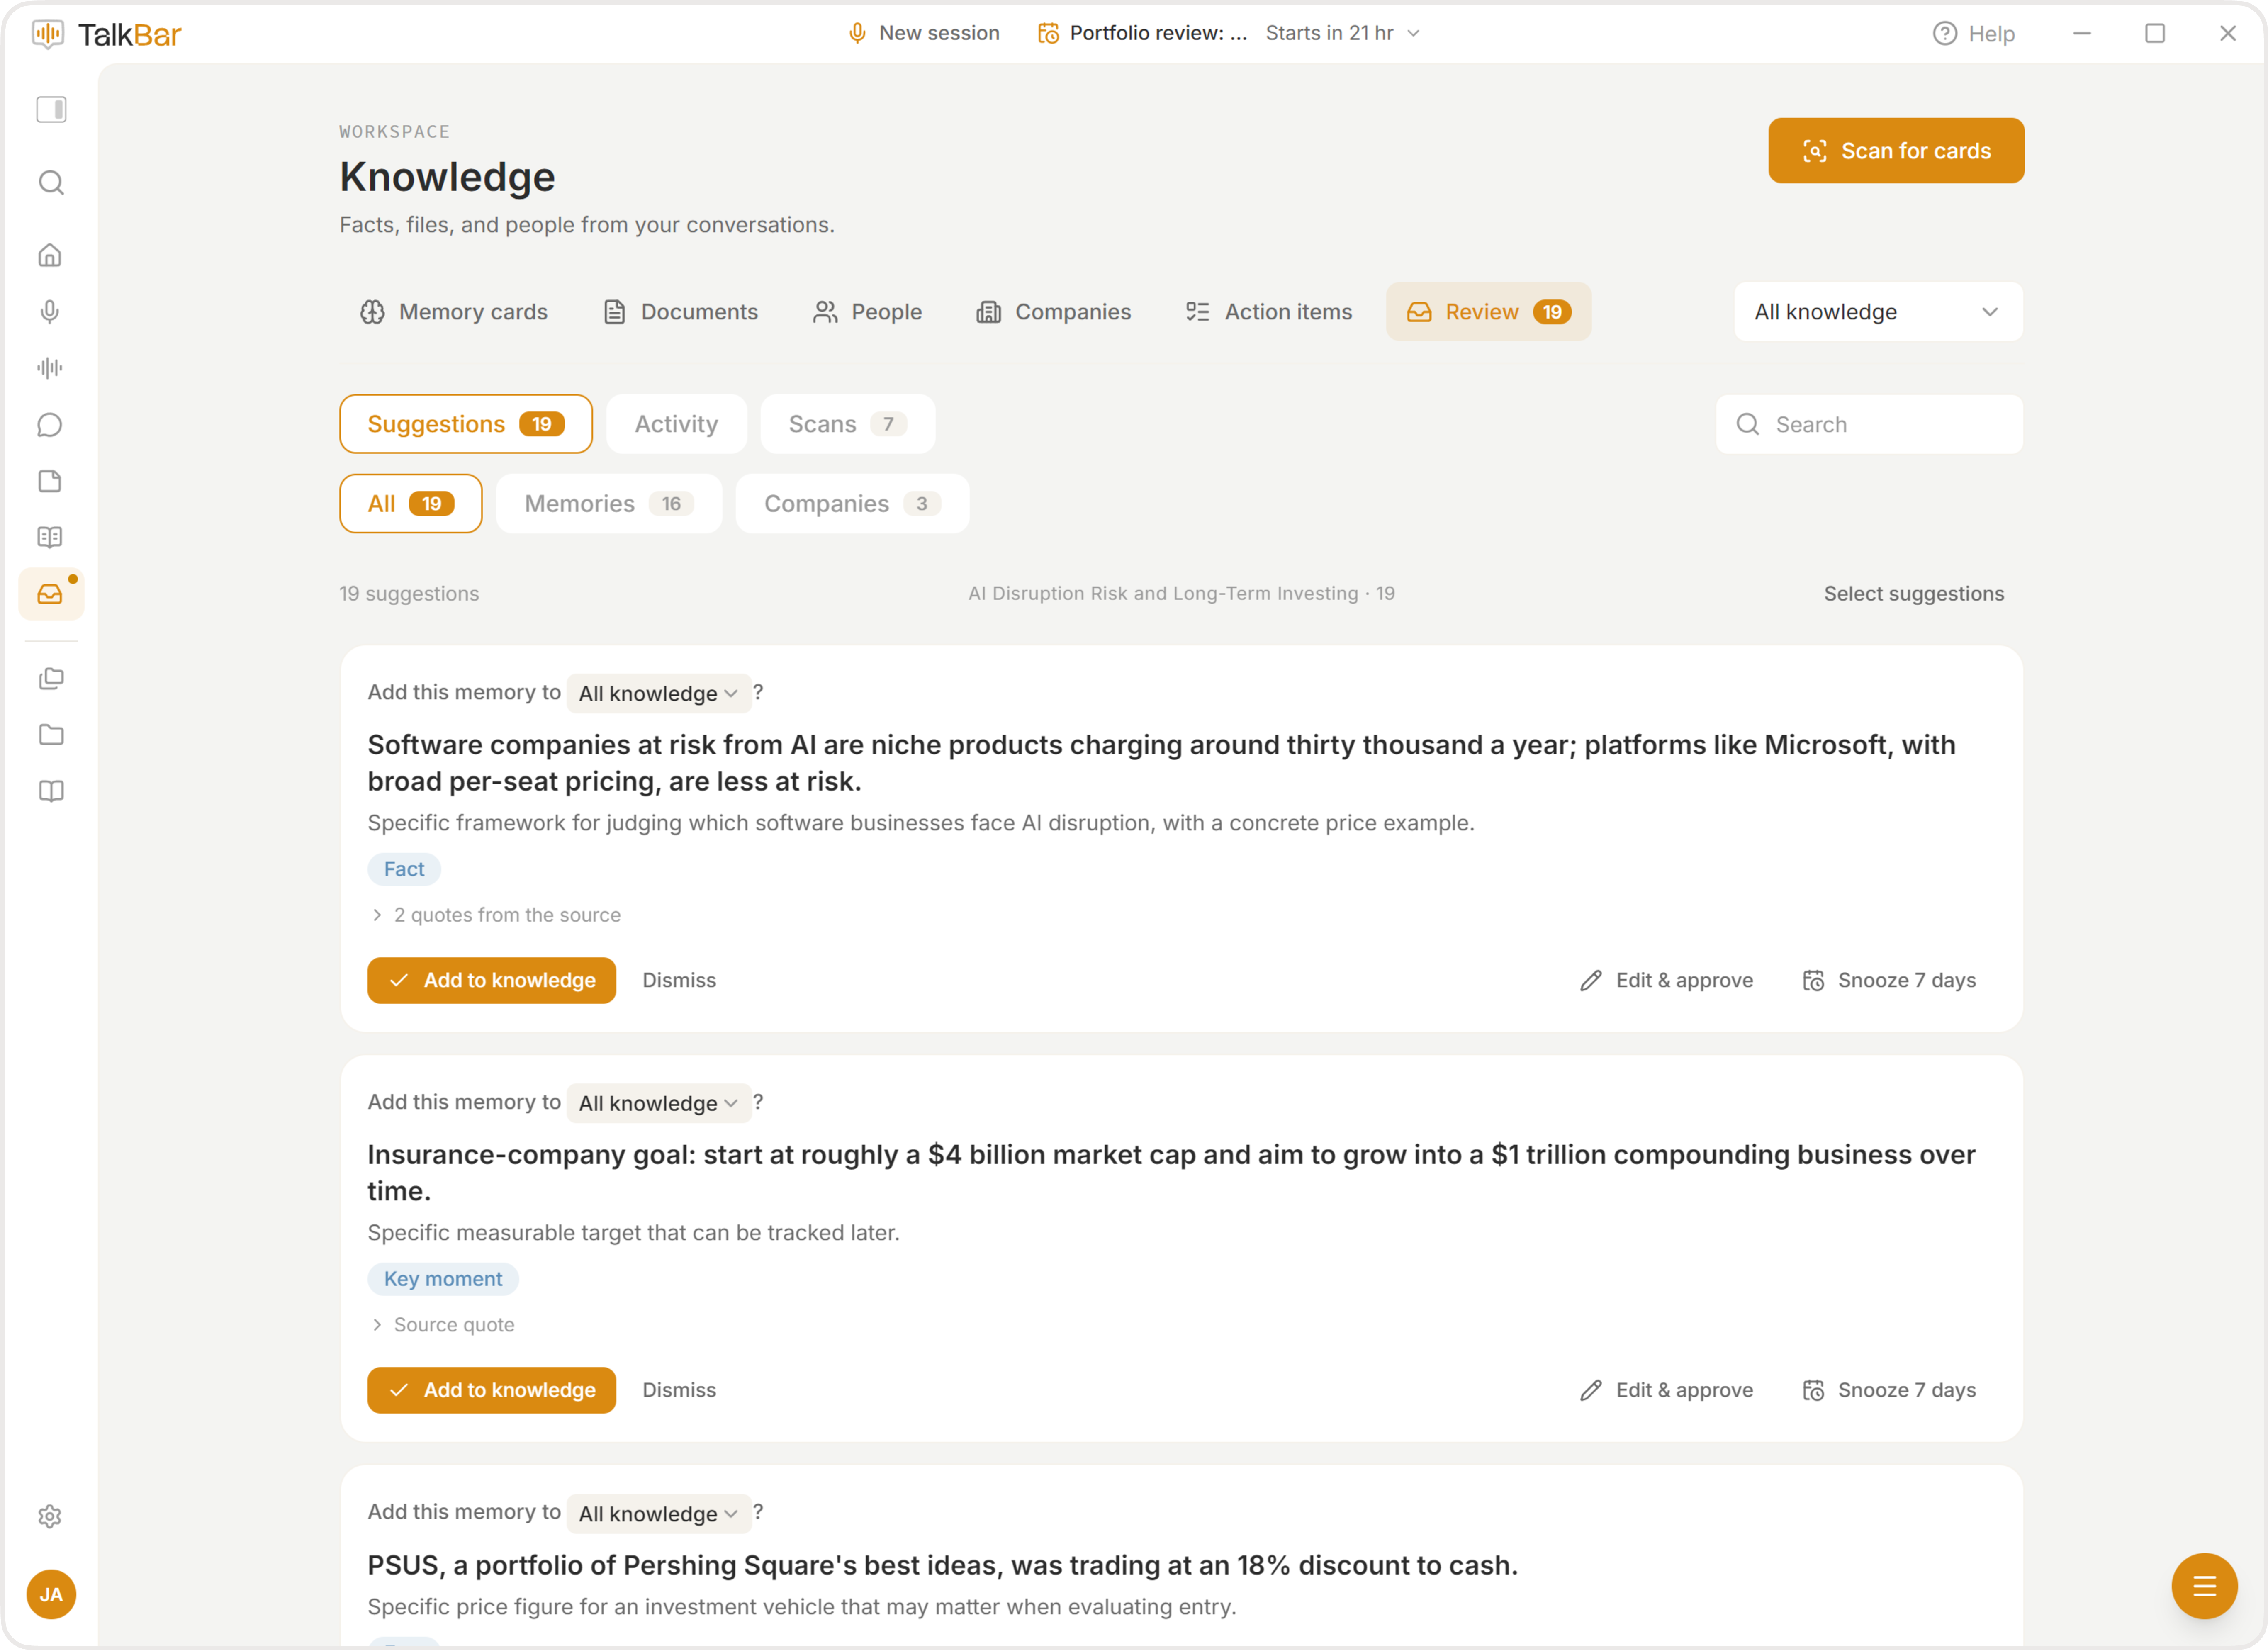 TalkBar
New session
Portfolio review: ... Starts in 21 hr
Help
WORKSPACE
Knowledge
Facts, files, and people from your conversations.
Scan for cards
Memory cards
Documents
People
Companies
Action items
Review 19
All knowledge
Suggestions 19
Activity
Scans 7
Search
All 19
Memories 16
Companies 3
19 suggestions
AI Disruption Risk and Long-Term Investing · 19
Select suggestions
Add this memory to All knowledge ?
Software companies at risk from AI are niche products charging around thirty thousand a year; platforms like Microsoft, with
broad per-seat pricing, are less at risk.
Specific framework for judging which software businesses face AI disruption, with a concrete price example.
Fact
2 quotes from the source
Add to knowledge
Dismiss
Edit & approve
Snooze 7 days
Add this memory to All knowledge ?
Insurance-company goal: start at roughly a $4 billion market cap and aim to grow into a $1 trillion compounding business over
time.
Specific measurable target that can be tracked later.
Key moment
Source quote
Add to knowledge
Dismiss
Edit & approve
Snooze 7 days
Add this memory to All knowledge ?
PSUS, a portfolio of Pershing Square's best ideas, was trading at an 18% discount to cash.
Specific price figure for an investment vehicle that may matter when evaluating entry.
JA